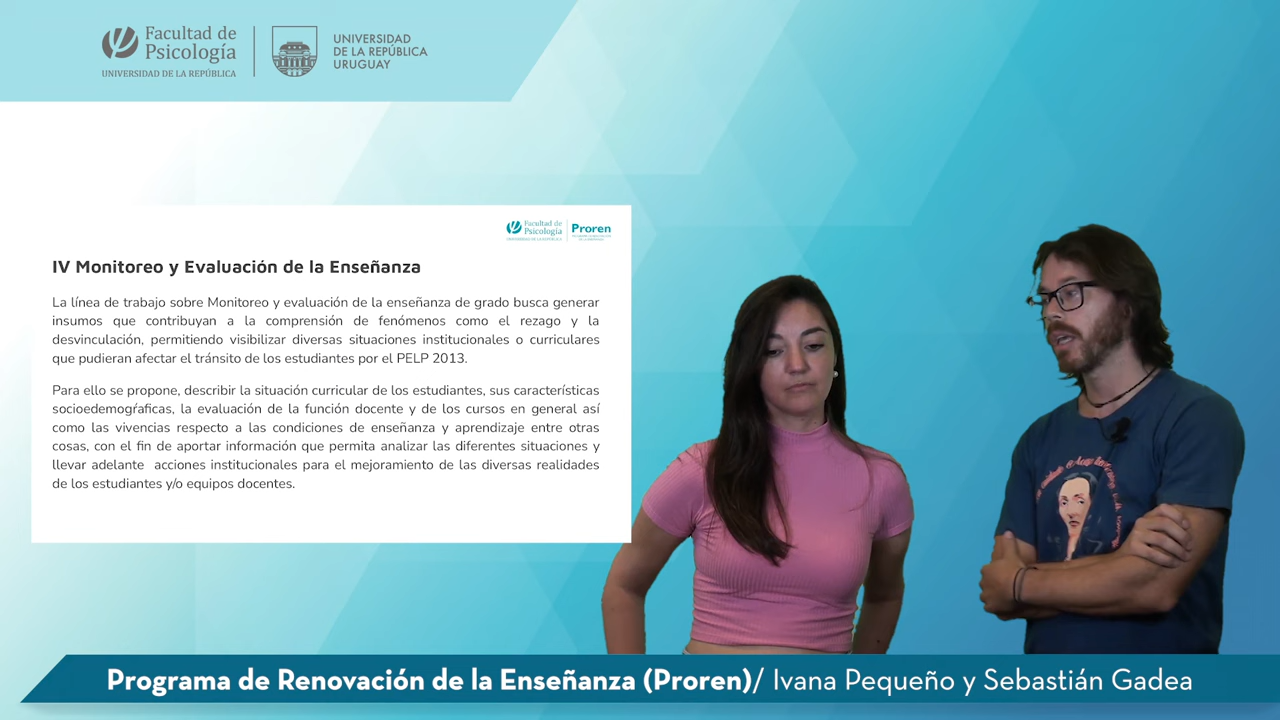 Facultad de
Psicología
UNIVERSIDAD DE LA REPÚBLICA
UNIVERSIDAD
DE LA REPÚBLICA
URUGUAY
Facultad de
Psicología
UNIVERSIDAD DE LA REPÚBLICA
Proren
IV Monitoreo y Evaluación de la Enseñanza
La línea de trabajo sobre Monitoreo y evaluación de la enseñanza de grado busca generar
insumos que contribuyan a la comprensión de fenómenos como el rezago y la
desvinculación, permitiendo visibilizar diversas situaciones institucionales o curriculares
que pudieran afectar el tránsito de los estudiantes por el PELP 2013.
Para ello se propone, describir la situación curricular de los estudiantes, sus características
socioedemográficas, la evaluación de la función docente y de los cursos en general así
como las vivencias respecto a las condiciones de enseñanza y aprendizaje entre otras
cosas, con el fin de aportar información que permita analizar las diferentes situaciones y
llevar adelante acciones institucionales para el mejoramiento de las diversas realidades
de los estudiantes y/o equipos docentes.
Programa de Renovación de la Enseñanza (Proren)/ Ivana Pequeño y Sebastián Gadea